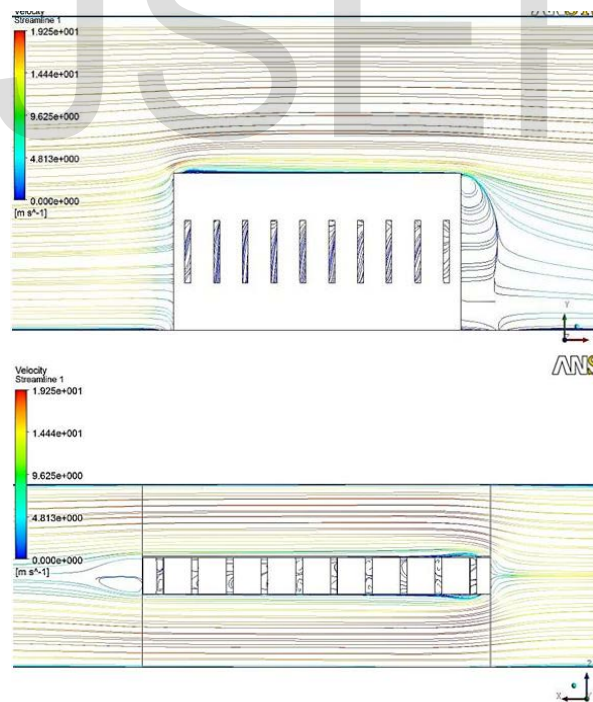 Velocity
Streamline 1
1.925e+001
1.444e+001
9.625e+000
4.813e+000
0.000e+000
[m s^-1]
Y
ANS
Velocity
Streamline 1
1.925e+001
1.444e+001
9.625e+000
4.813e+000
0.000e+000
[m s^-1]
Z
X